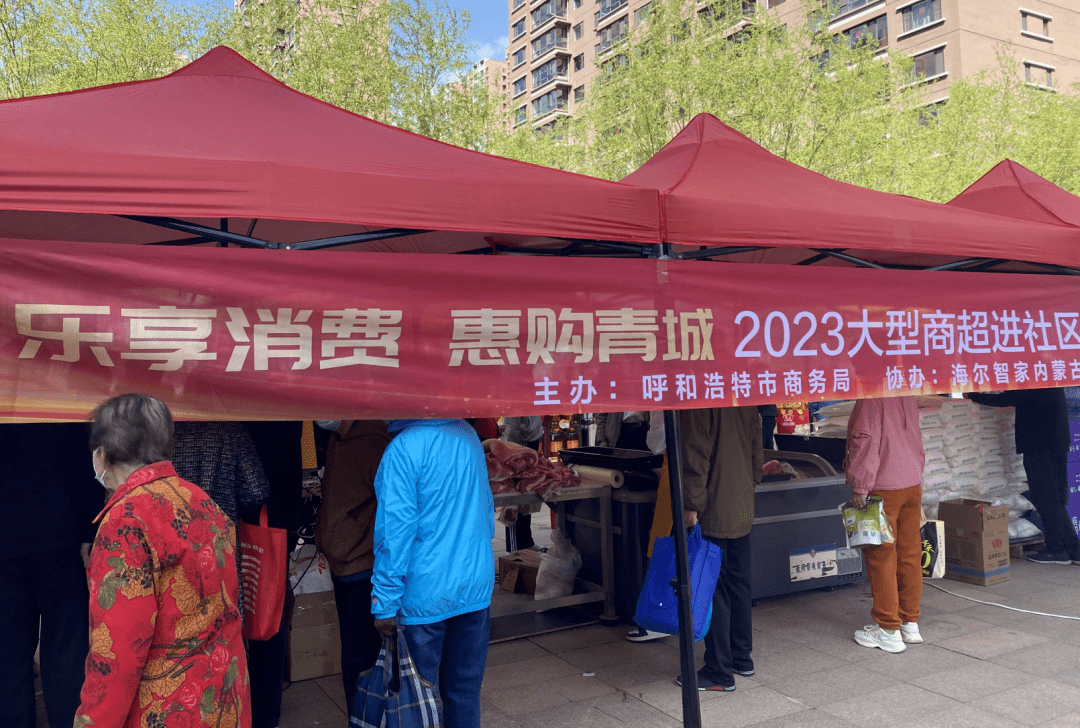 乐享消费 惠购青城 2023大型商超进社区
主办：呼和浩特市商务局 协办：海尔智家内蒙古